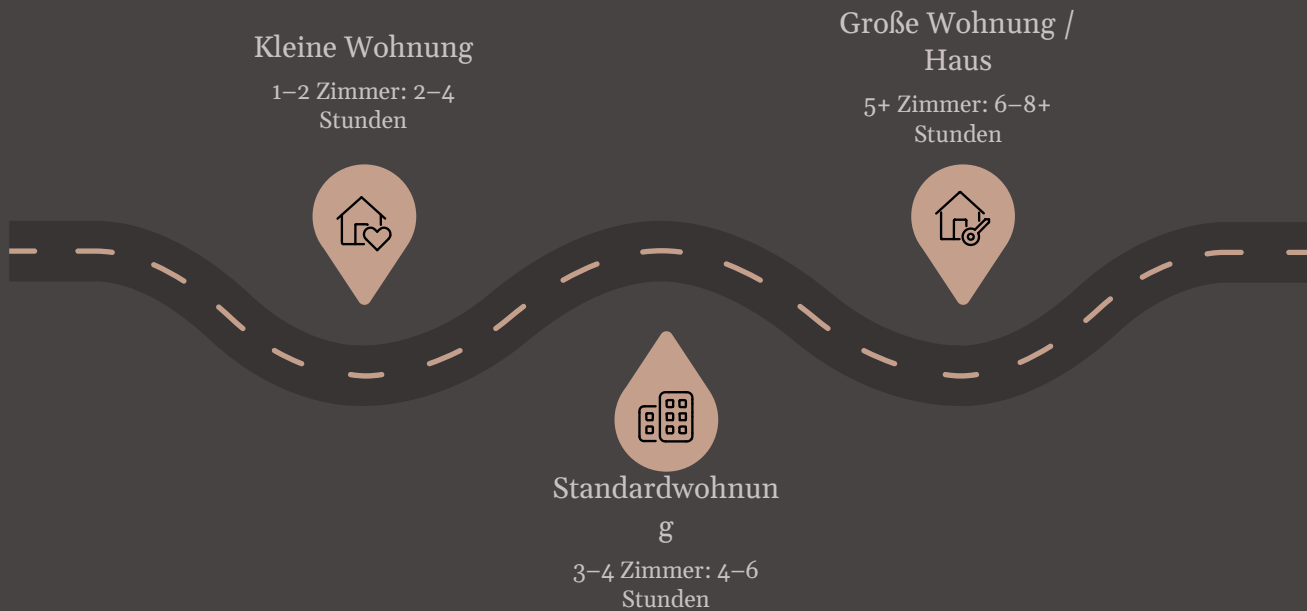 Kleine Wohnung
1–2 Zimmer: 2–4
Stunden
Standardwohnun
g
3–4 Zimmer: 4–6
Stunden
Große Wohnung /
Haus
5+ Zimmer: 6–8+
Stunden